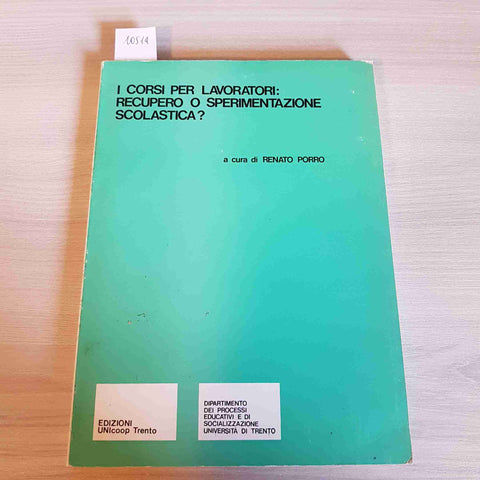 10514
I CORSI PER LAVORATORI:
RECUPERO O SPERIMENTAZIONE
SCOLASTICA?
a cura di RENATO PORRO
EDIZIONI
UNIcoop Trento
DIPARTIMENTO
DEI PROCESSI
EDUCATIVI E DI
SOCIALIZZAZIONE
UNIVERSITÀ DI TRENTO